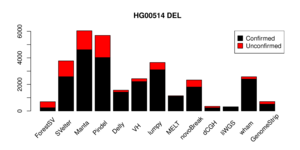 HG00514 DEL
Confirmed
Unconfirmed
6000
4000
2000
0
ForestSV
SVelter
Manta
Pindel
Delly
VH
lumpy
MELT
novoBreak
dCGH
liWGS
wham
GenomeStrip